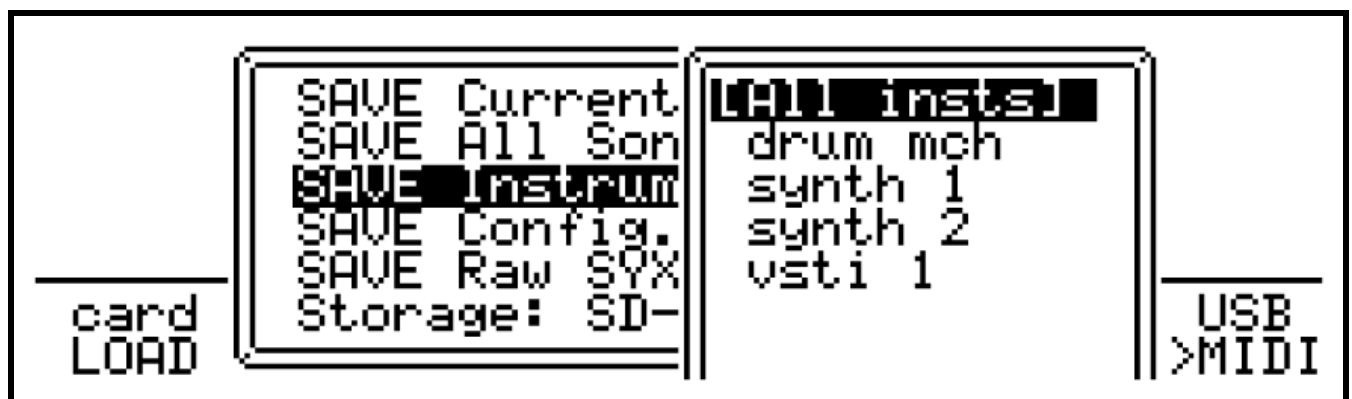 SAVE Current
SAVE All Son
SAVE Instrum
SAVE Config.
SAVE Raw SYX
Storage: SD-
[All insts]
drum mch
synth 1
synth 2
vsti 1
card
LOAD
USB
>MIDI